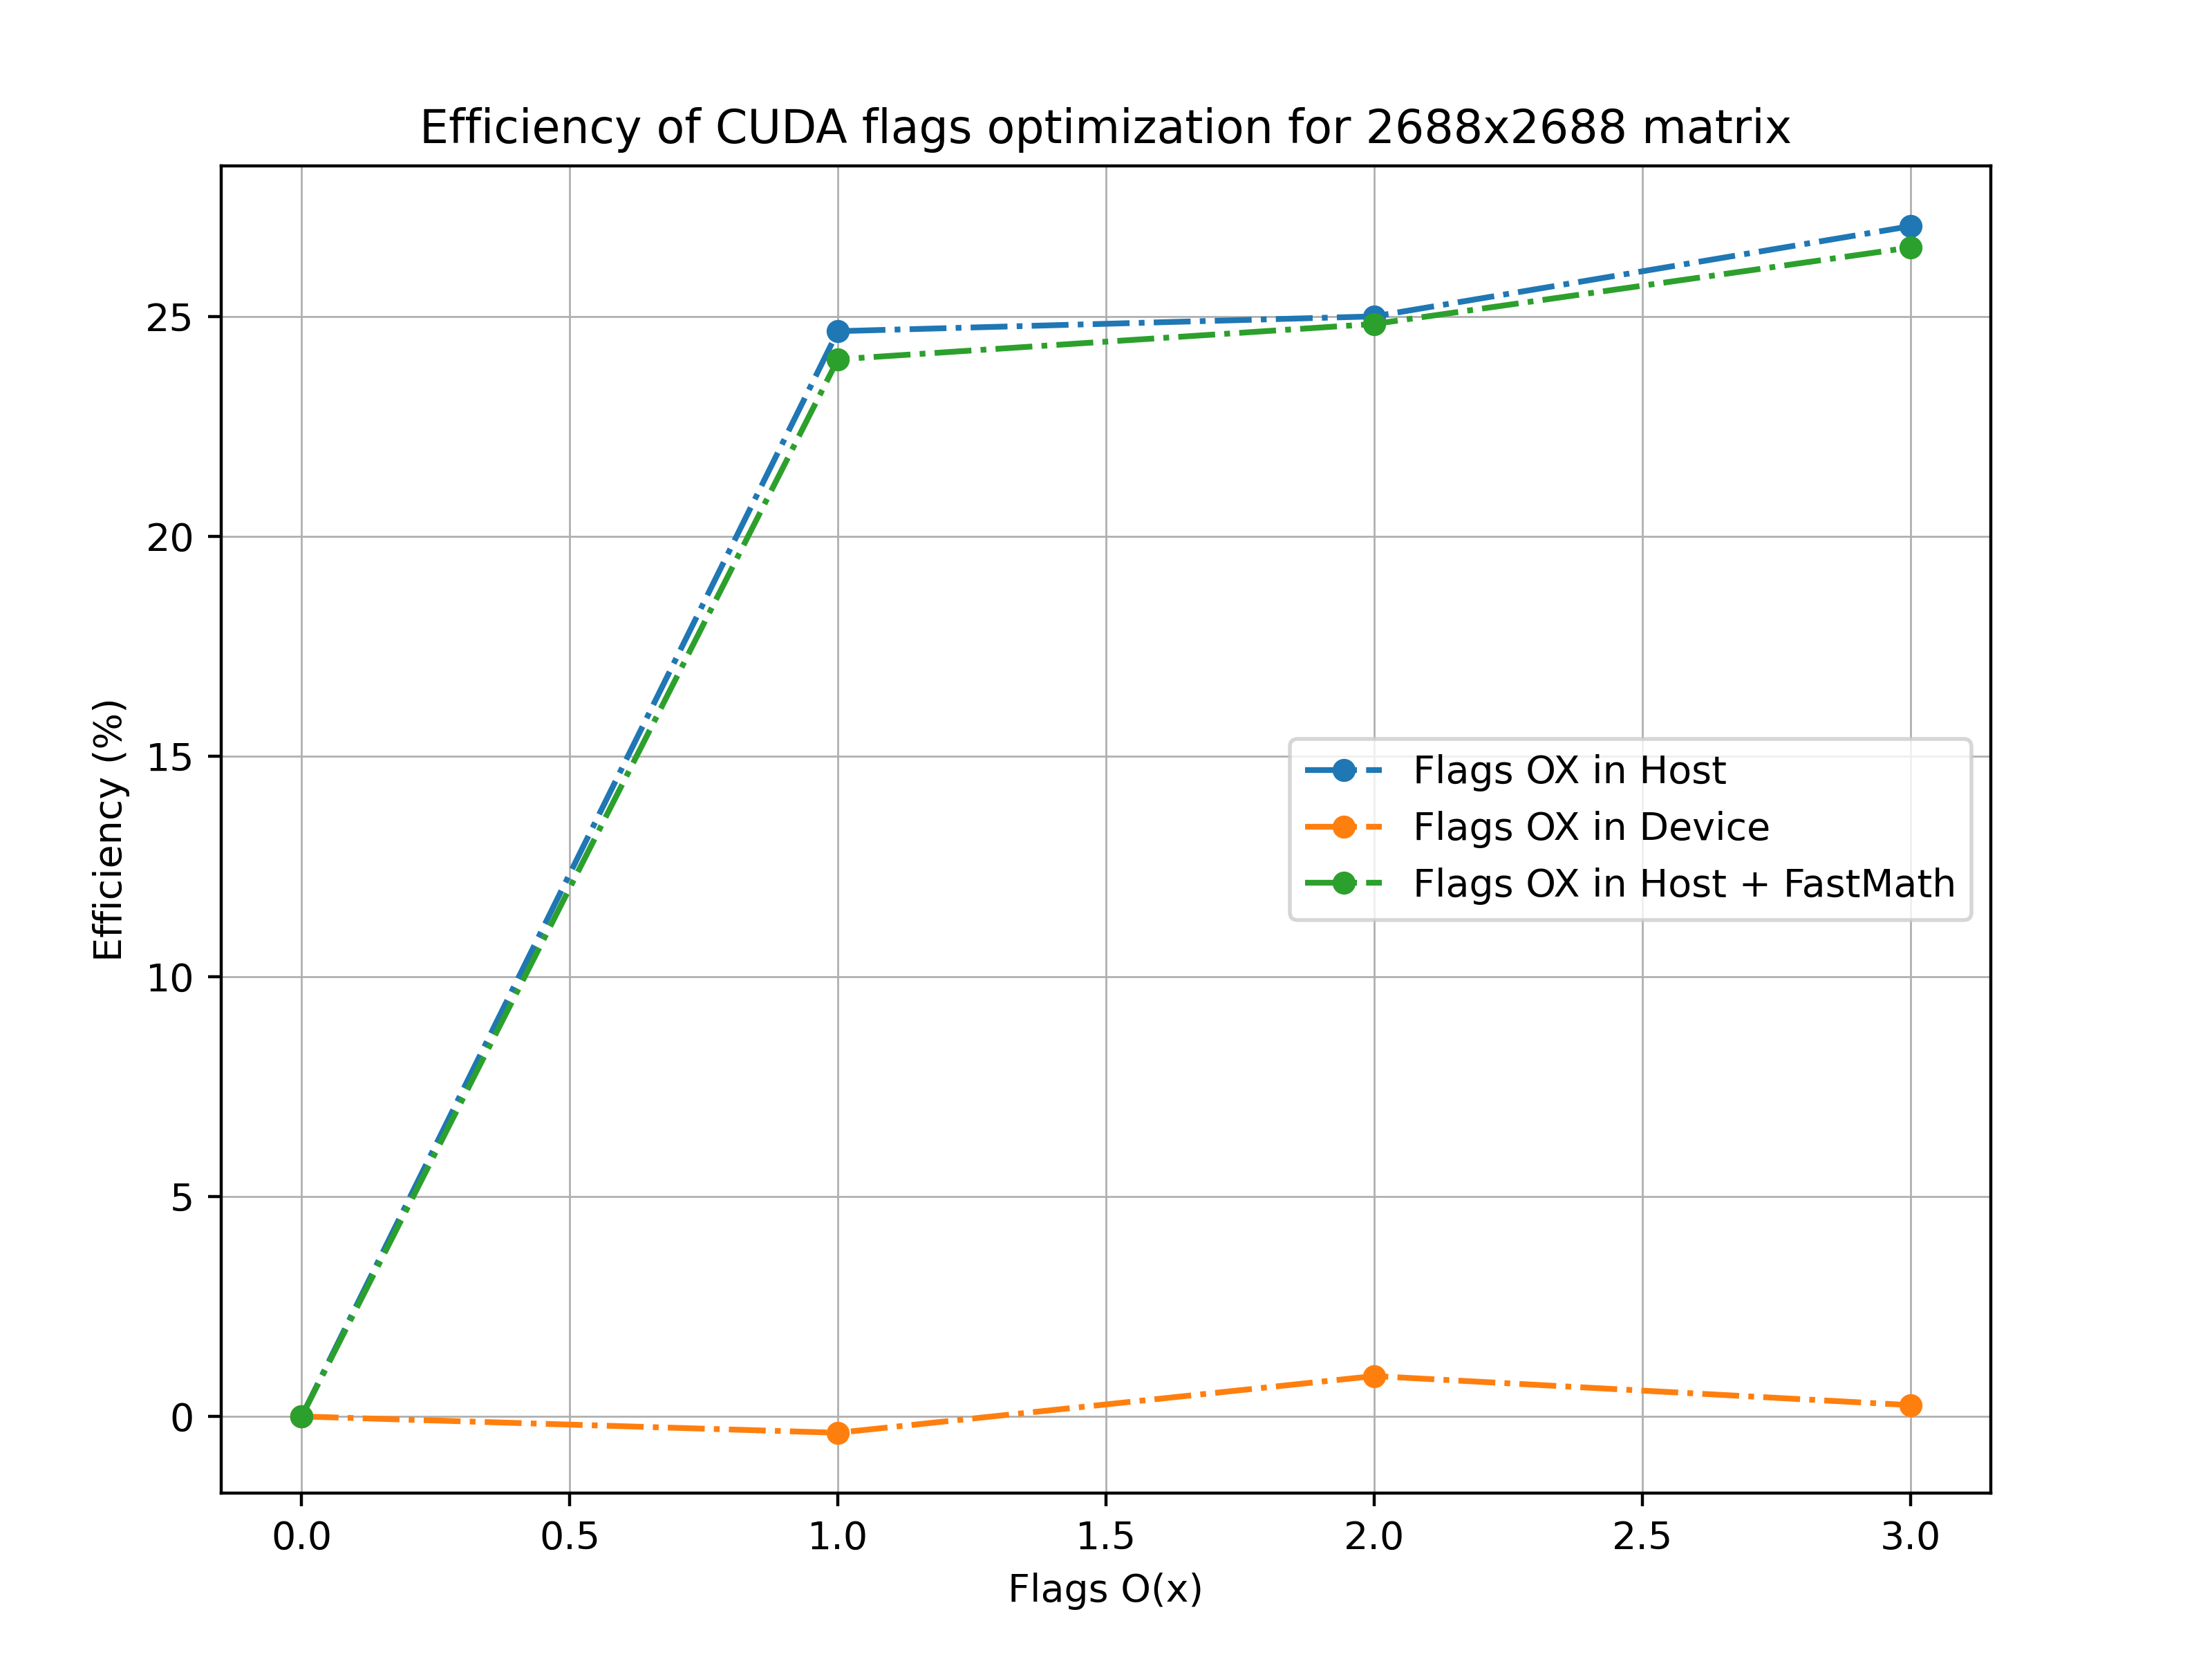 Efficiency of CUDA flags optimization for 2688x2688 matrix
Efficiency (%)
25
20
15
10
5
0
Flags OX in Host
Flags OX in Device
Flags OX in Host + FastMath
0.0 0.5 1.0 1.5 2.0 2.5 3.0
Flags O(x)